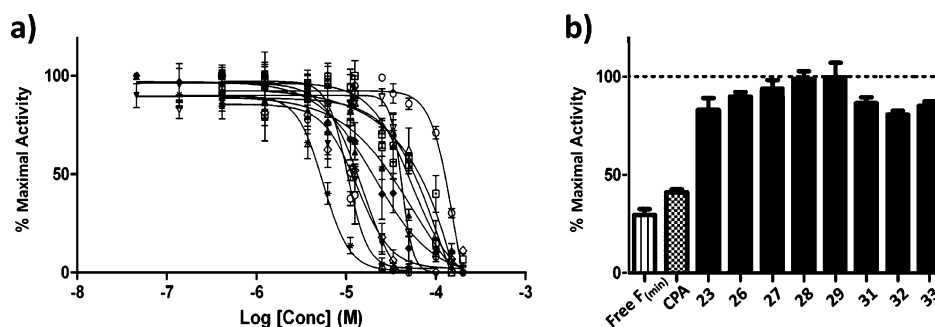 a)
% Maximal Activity
100
50
0
-8
-7
-6
-5
-4
-3
Log [Conc] (M)
b)
% Maximal Activity
100
50
0
Free F(min)
CPA
23
26
27
28
29
31
32
33